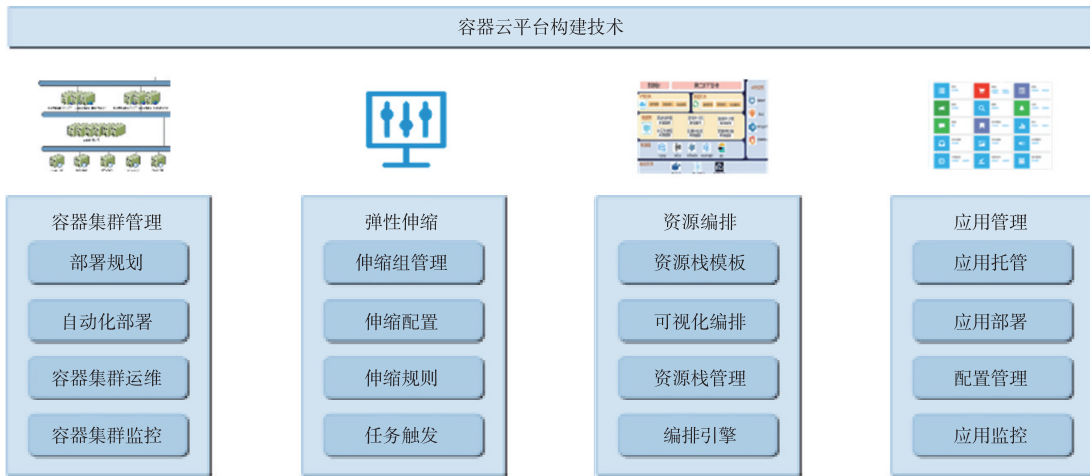 容器云平台构建技术
容器集群管理
部署规划
自动化部署
容器集群运维
容器集群监控
弹性伸缩
伸缩组管理
伸缩配置
伸缩规则
任务触发
资源编排
资源栈模板
可视化编排
资源栈管理
编排引擎
应用管理
应用托管
应用部署
配置管理
应用监控